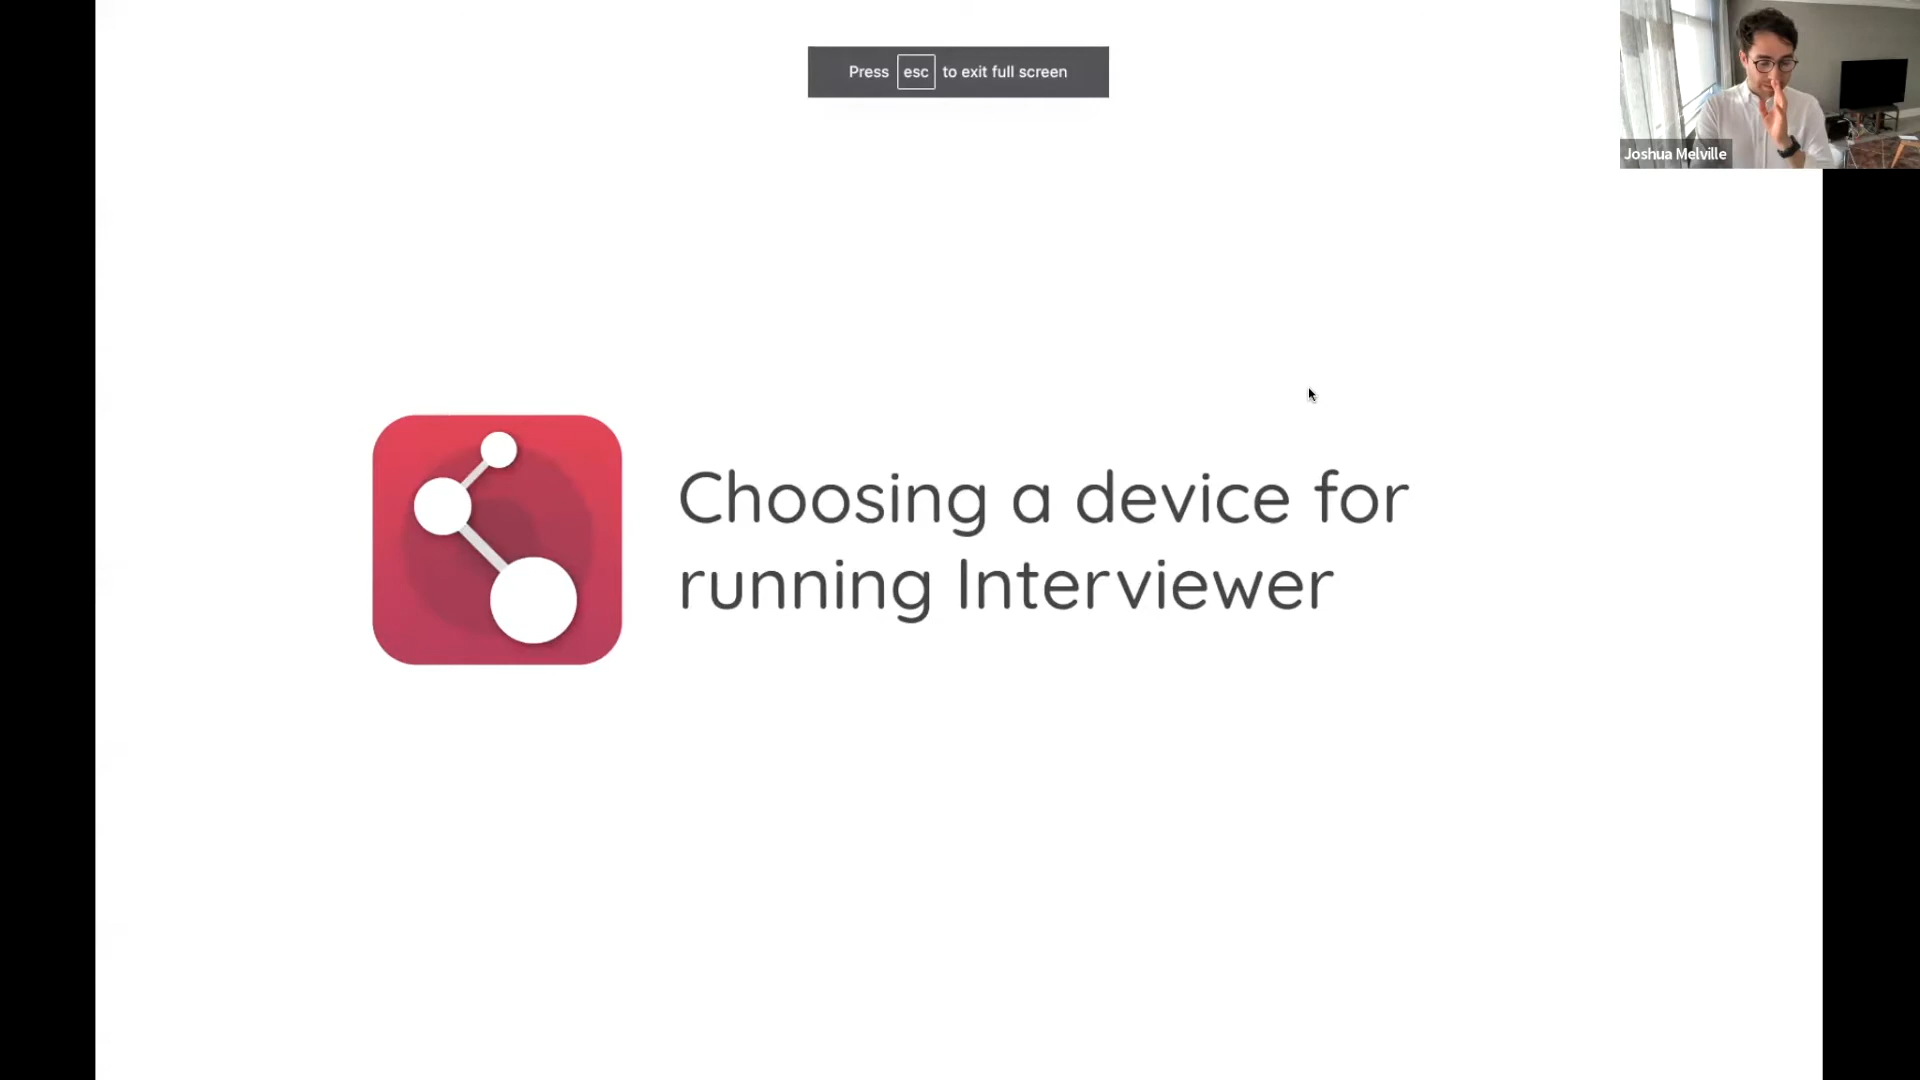 Press esc to exit full screen
Joshua Melville
Choosing a device for
running Interviewer